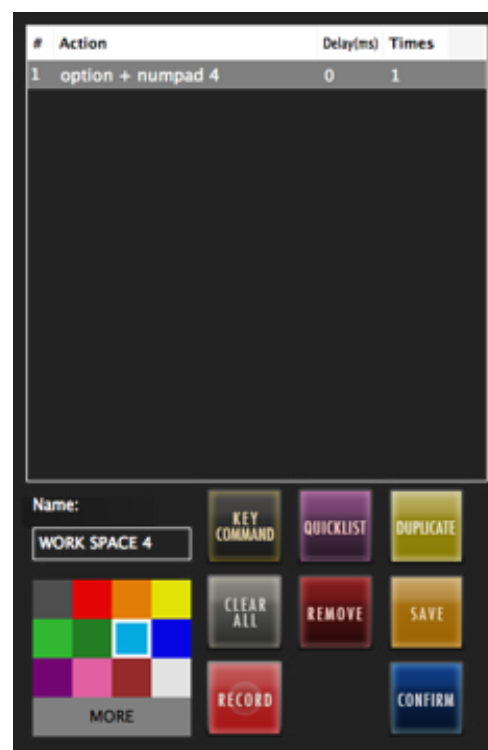 # Action Delay(ms) Times
1 option + numpad 4 0 1
Name:
WORK SPACE 4
KEY
COMMAND
QUICKLIST
DUPLICATE
CLEAR
ALL
REMOVE
SAVE
MORE
RECORD
CONFIRM